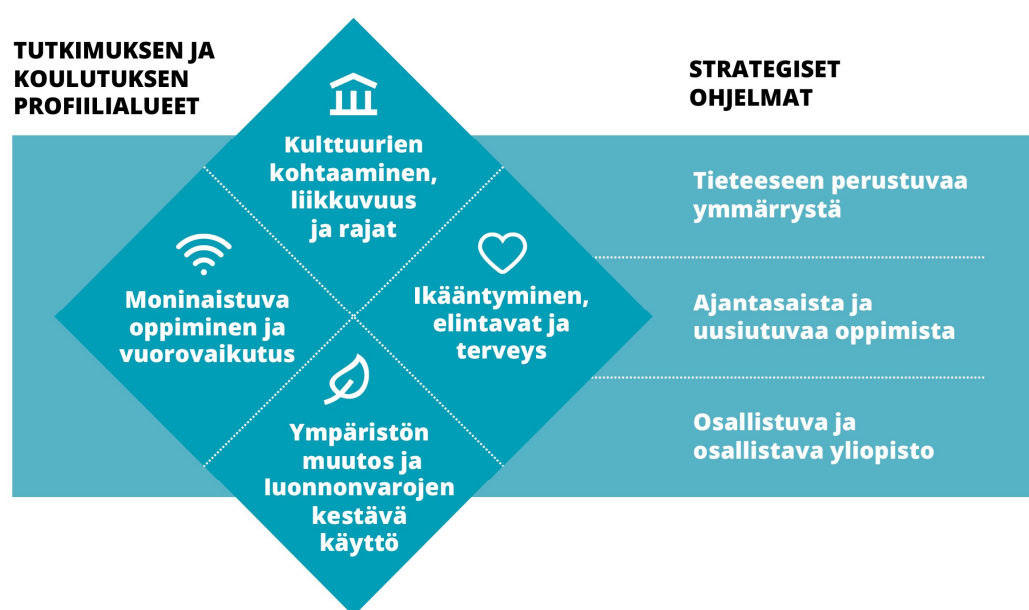 TUTKIMUKSEN JA
KOULUTUKSEN
PROFIILIALUEET
Kulttuurien
kohtaaminen,
liikkuvuus
ja rajat
Moninaistuva
oppiminen ja
vuorovaikutus
Ikääntyminen,
elintavat ja
terveys
Ympäristön
muutos ja
luonnonvarojen
kestävä
käyttö
STRATEGISET
OHJELMAT
Tieteeseen perustuvaa
ymmärrystä
Ajantasaista ja
uusiutuvaa oppimista
Osallistuva ja
osallistava yliopisto